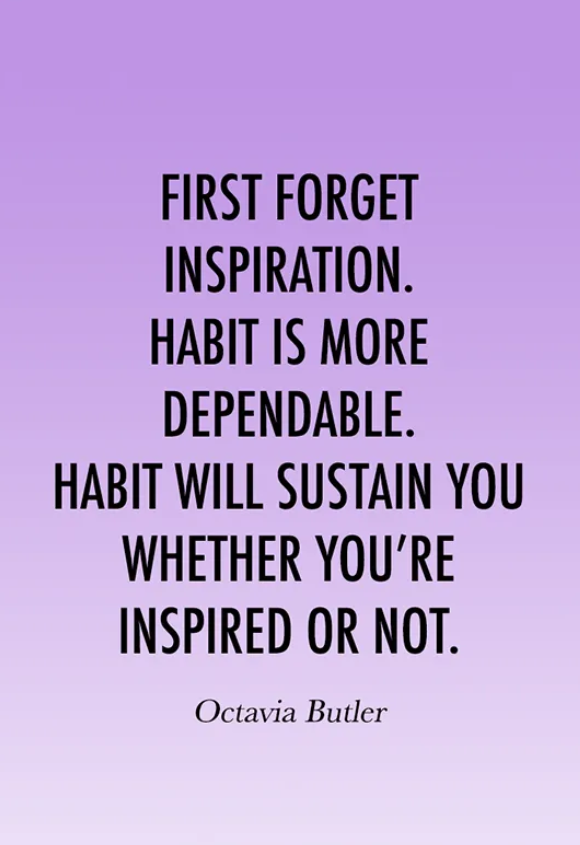 FIRST FORGET
INSPIRATION.
HABIT IS MORE
DEPENDABLE.
HABIT WILL SUSTAIN YOU
WHETHER YOU’RE
INSPIRED OR NOT.
Octavia Butler